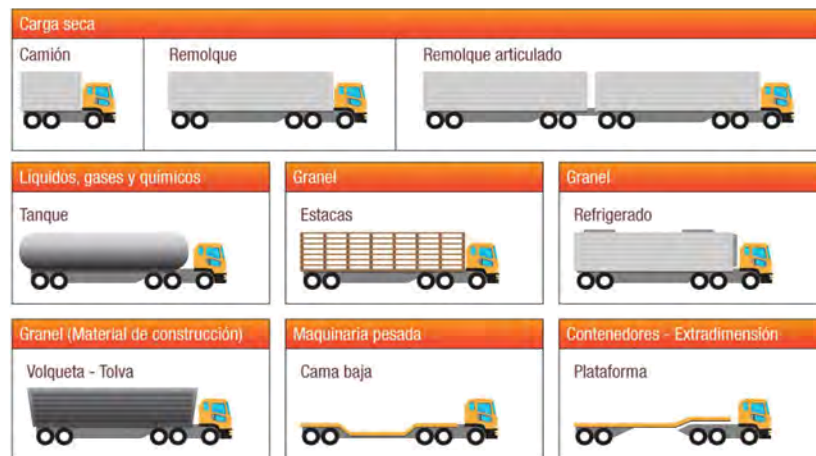 Carga seca
Camión
Remolque
Remolque articulado
Líquidos, gases y químicos
Granel
Granel
Tanque
Estacas
Refrigerado
Granel (Material de construcción)
Maquinaria pesada
Contenedores - Extradimensión
Volqueta - Tolva
Cama baja
Plataforma